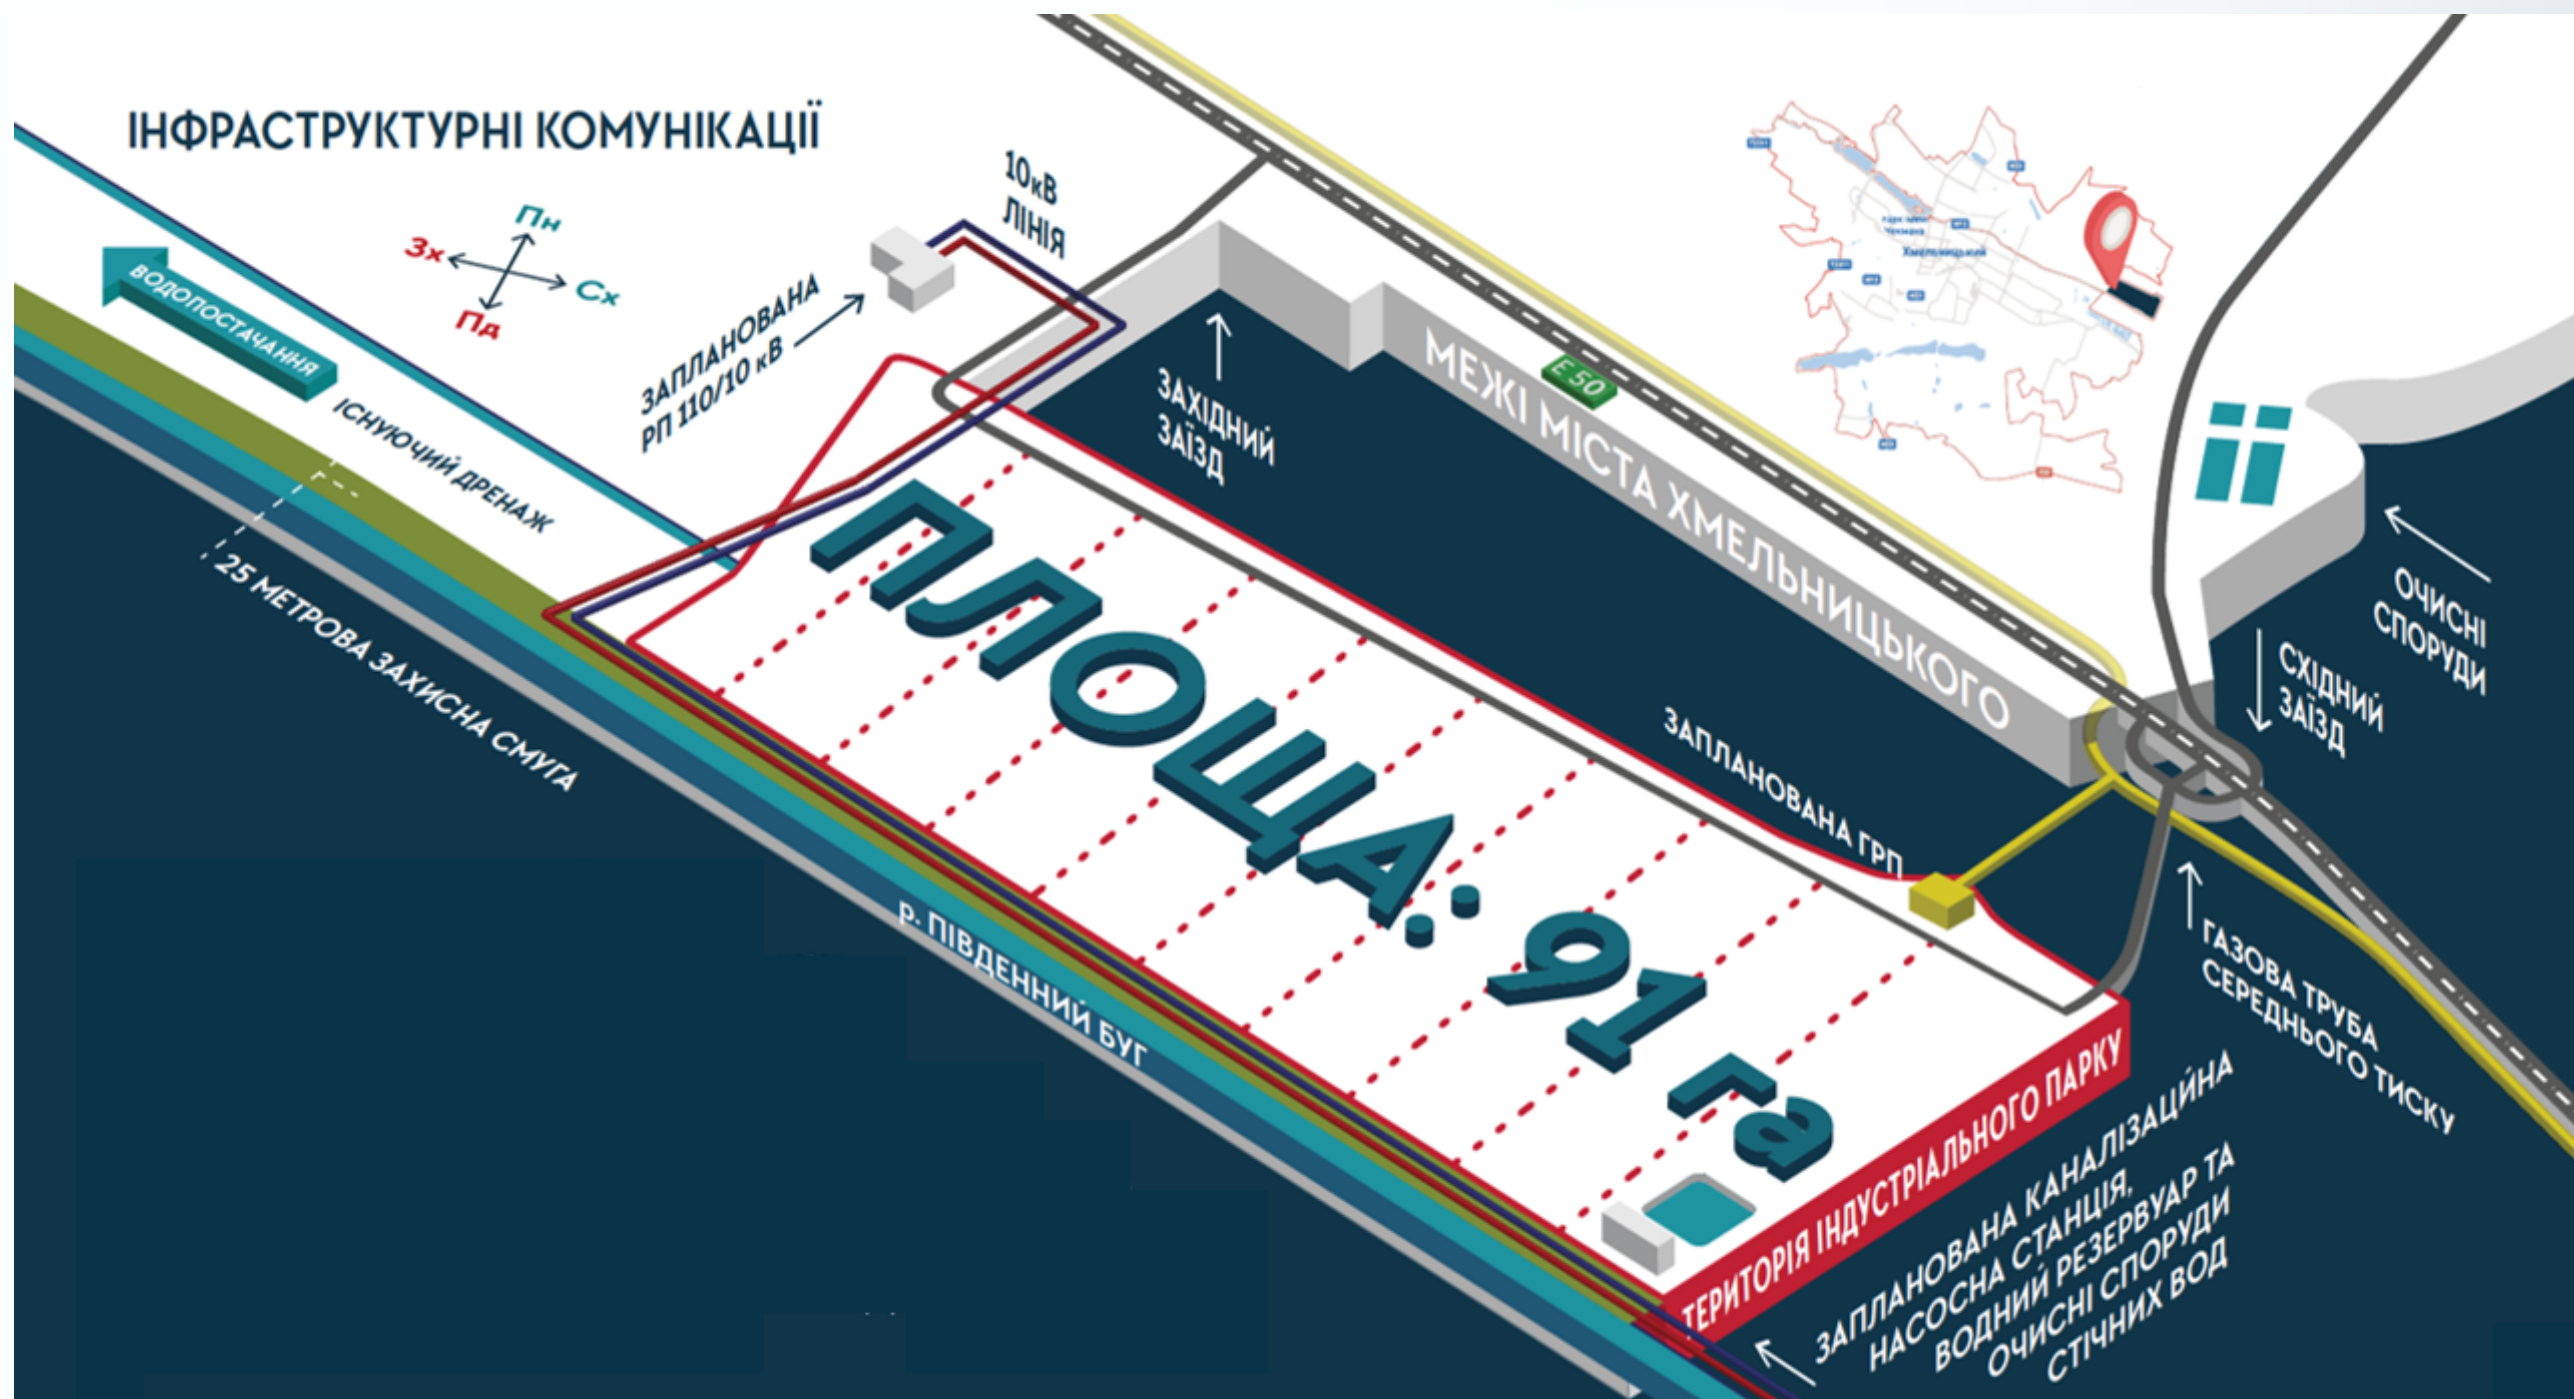 ІНФРАСТРУКТУРНІ КОМУНІКАЦІЇ
Пн
Зх
Сх
Пд
ВОДОПОСТАЧАННЯ
ІСНУЮЧИЙ ДРЕНАЖ
25 МЕТРОВА ЗАХИСНА СМУГА
ЗАПЛАНОВАНА
РП 110/10 кВ
10кВ
ЛІНІЯ
ЗАХІДНИЙ
ЗАЇЗД
МЕЖІ МІСТА ХМЕЛЬНИЦЬКОГО
E 50
Хмельницький
ОЧИСНІ
СПОРУДИ
СХІДНИЙ
ЗАЇЗД
ЗАПЛАНОВАНА ГРП
ГАЗОВА ТРУБА
СЕРЕДНЬОГО ТИСКУ
ПЛОЩА: 91 га
р. ПІВДЕННИЙ БУГ
ТЕРИТОРІЯ ІНДУСТРІАЛЬНОГО ПАРКУ
ЗАПЛАНОВАНА КАНАЛІЗАЦІЙНА
НАСОСНА СТАНЦІЯ,
ВОДНИЙ РЕЗЕРВУАР ТА
ОЧИСНІ СПОРУДИ
СТІЧНИХ ВОД